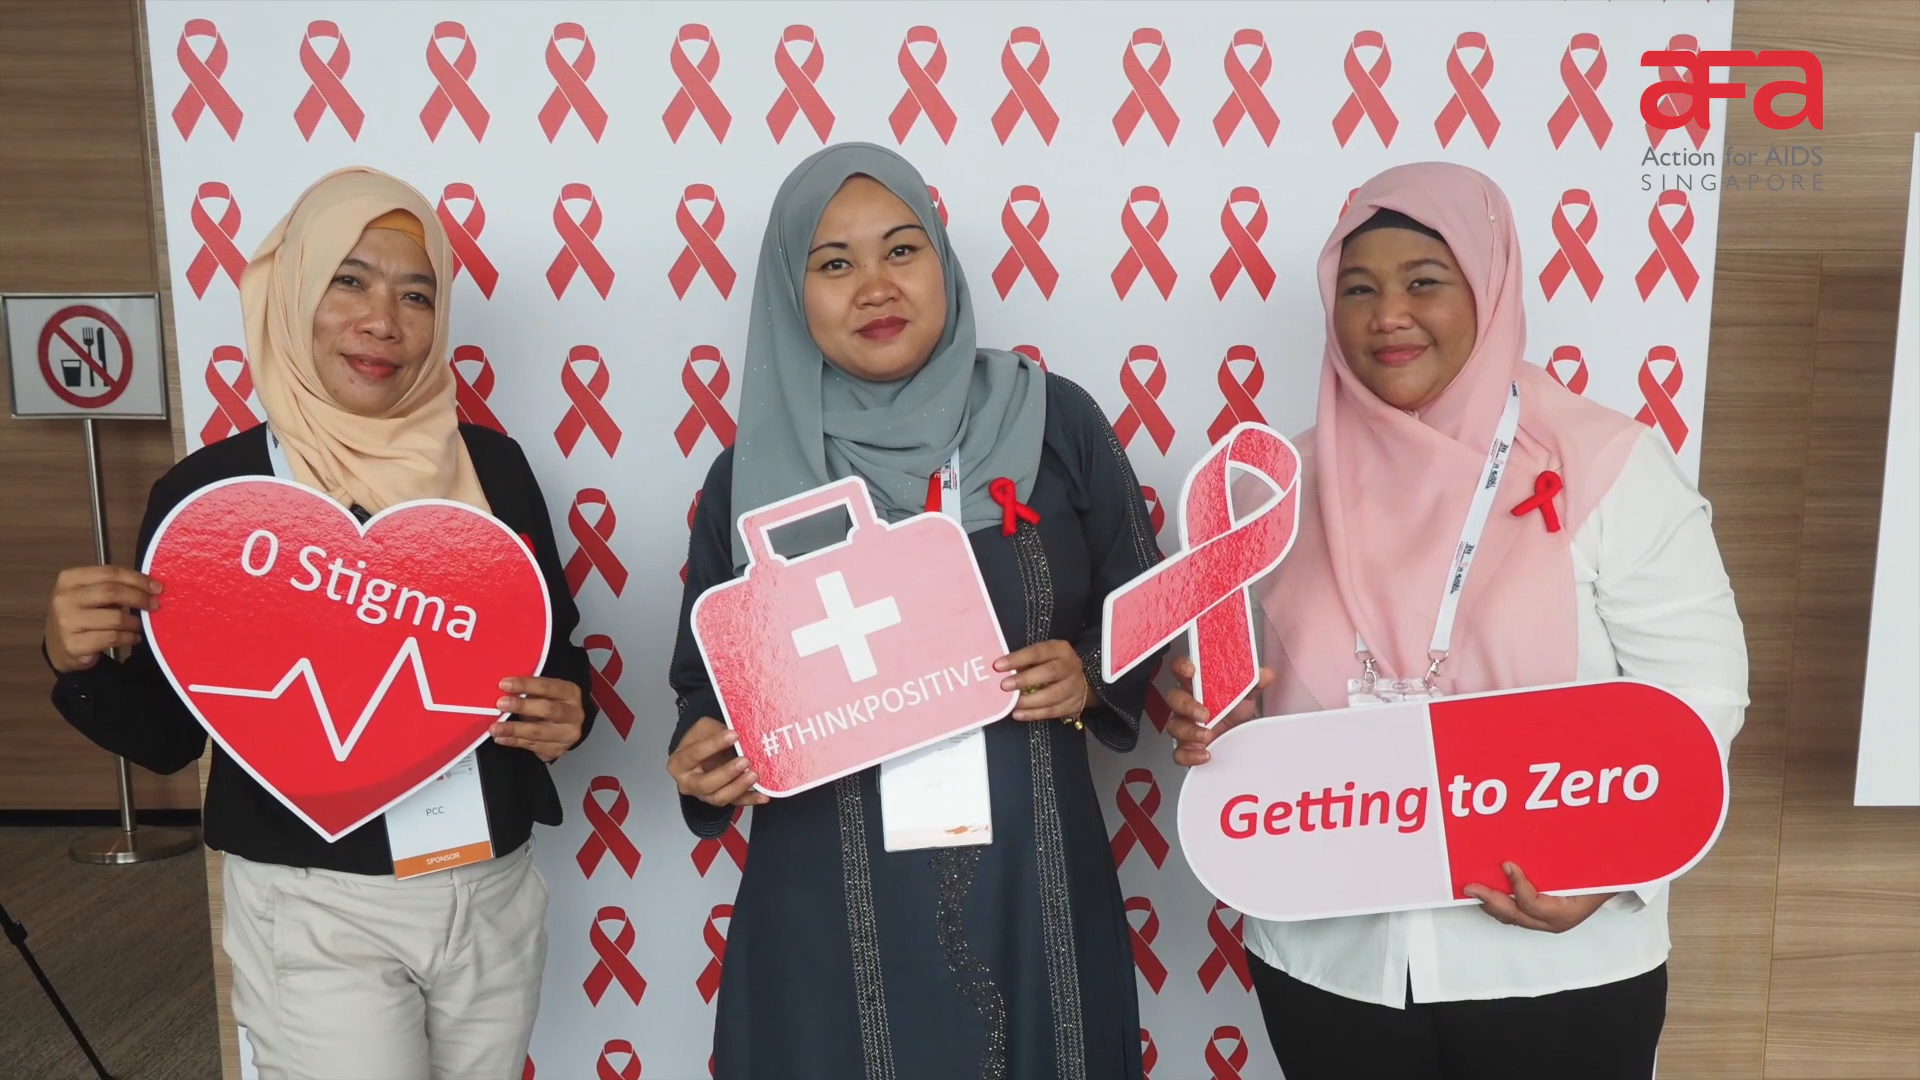 afa
Action for AIDS
SINGAPORE
0 Stigma
#THINKPOSITIVE
Getting to Zero
PCC
SPONSOR